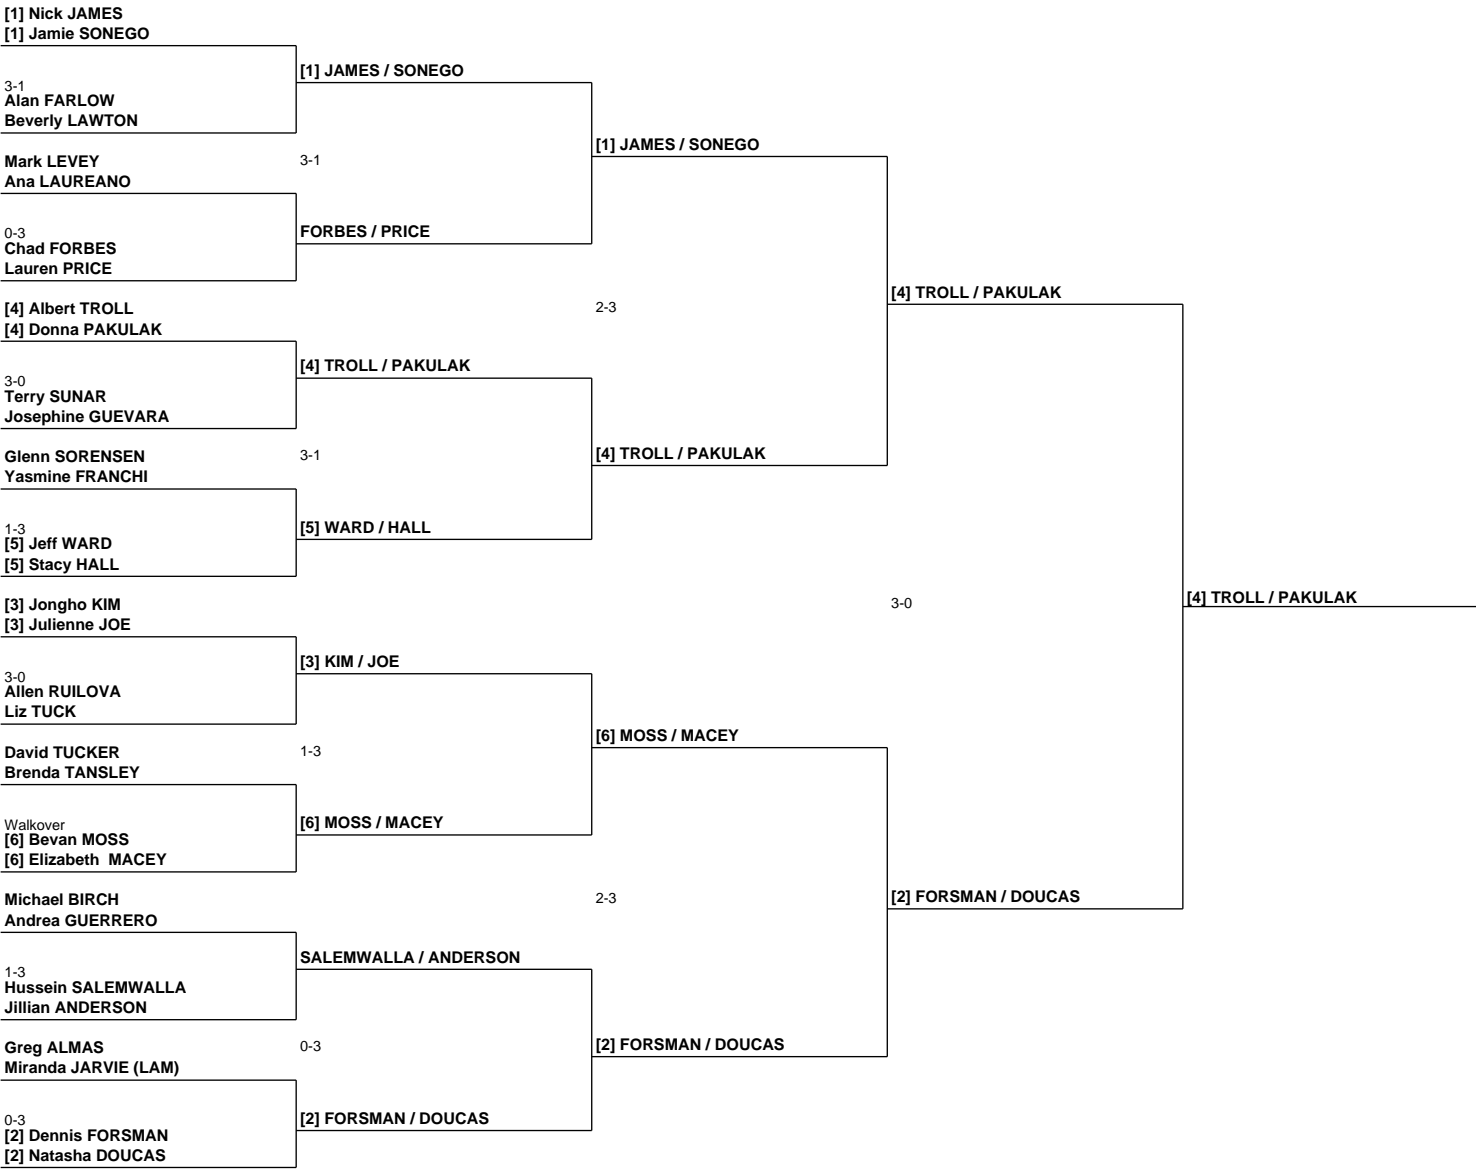 [1] Nick JAMES
[1] Jamie SONEGO
[1] JAMES / SONEGO
3-1
Alan FARLOW
Beverly LAWTON
[1] JAMES / SONEGO
Mark LEVEY
3-1
Ana LAUREANO
FORBES / PRICE
0-3
Chad FORBES
Lauren PRICE
[4] TROLL / PAKULAK
[4] Albert TROLL
2-3
[4] Donna PAKULAK
[4] TROLL / PAKULAK
3-0
Terry SUNAR
Josephine GUEVARA
Glenn SORENSEN
3-1
[4] TROLL / PAKULAK
Yasmine FRANCHI
[5] WARD / HALL
1-3
[5] Jeff WARD
[5] Stacy HALL
[3] Jongho KIM
3-0
[4] TROLL / PAKULAK
[3] Julienne JOE
[3] KIM / JOE
3-0
Allen RUILOVA
Liz TUCK
[6] MOSS / MACEY
David TUCKER
1-3
Brenda TANSLEY
[6] MOSS / MACEY
Walkover
[6] Bevan MOSS
[6] Elizabeth  MACEY
Michael BIRCH
2-3
[2] FORSMAN / DOUCAS
Andrea GUERRERO
SALEMWALLA / ANDERSON
1-3
Hussein SALEMWALLA
Jillian ANDERSON
Greg ALMAS
0-3
[2] FORSMAN / DOUCAS
Miranda JARVIE (LAM)
[2] FORSMAN / DOUCAS
0-3
[2] Dennis FORSMAN
[2] Natasha DOUCAS